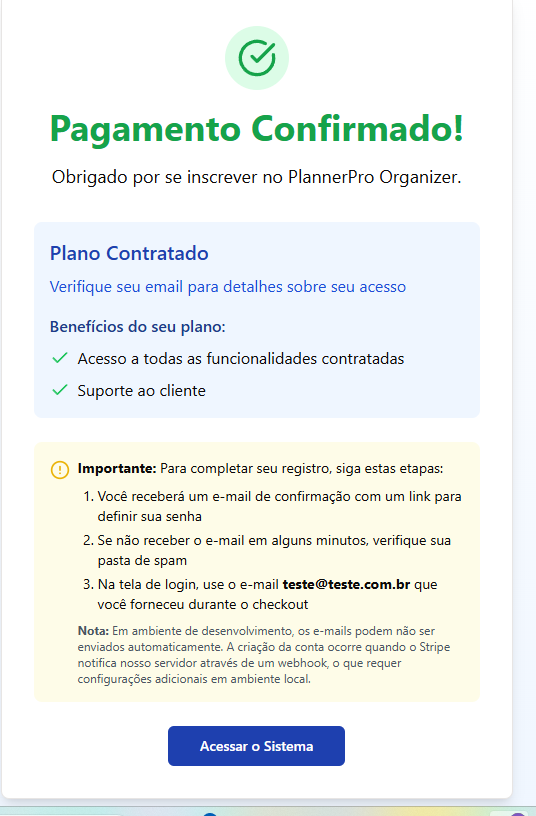 Pagamento Confirmado!
Obrigado por se inscrever no PlannerPro Organizer.
Plano Contratado
Verifique seu email para detalhes sobre seu acesso
Benefícios do seu plano:
Acesso a todas as funcionalidades contratadas
Suporte ao cliente
Importante: Para completar seu registro, siga estas etapas:
1. Você receberá um e-mail de confirmação com um link para
definir sua senha
2. Se não receber o e-mail em alguns minutos, verifique sua
pasta de spam
3. Na tela de login, use o e-mail teste@teste.com.br que
você forneceu durante o checkout
Nota: Em ambiente de desenvolvimento, os e-mails podem não ser
enviados automaticamente. A criação da conta ocorre quando o Stripe
notifica nosso servidor através de um webhook, o que requer
configurações adicionais em ambiente local.
Acessar o Sistema